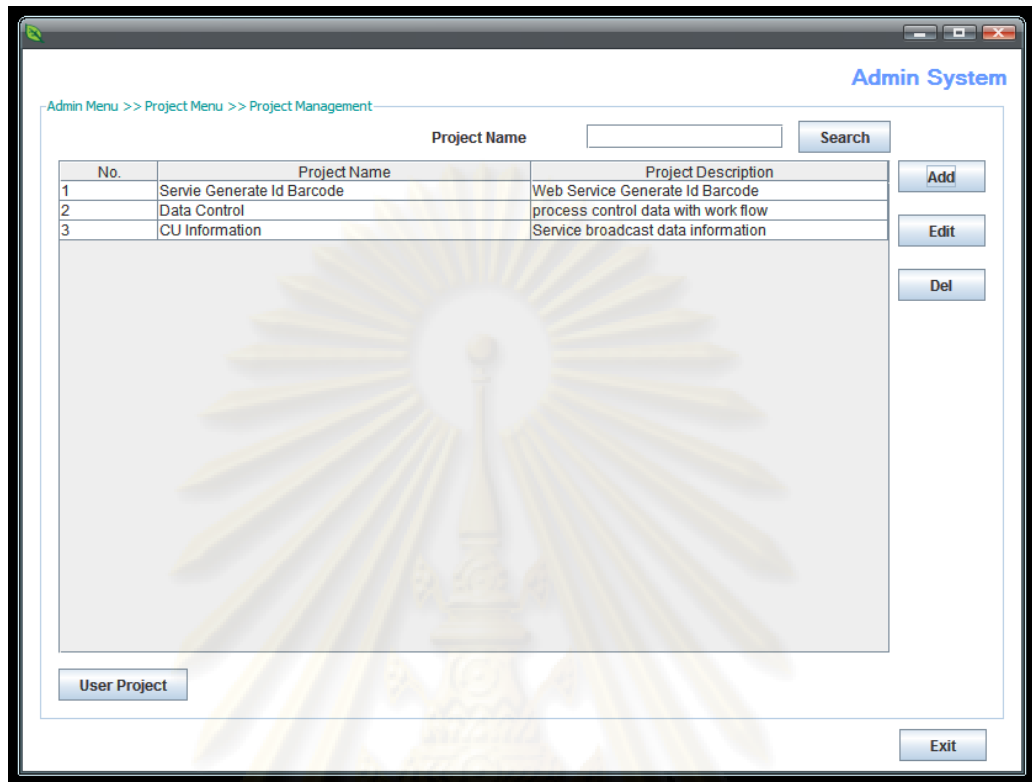 Admin System
Admin Menu >> Project Menu >> Project Management
Project Name Search
No. Project Name Project Description
1 Servie Generate Id Barcode Web Service Generate Id Barcode
2 Data Control process control data with work flow
3 CU Information Service broadcast data information
Add
Edit
Del
User Project
Exit